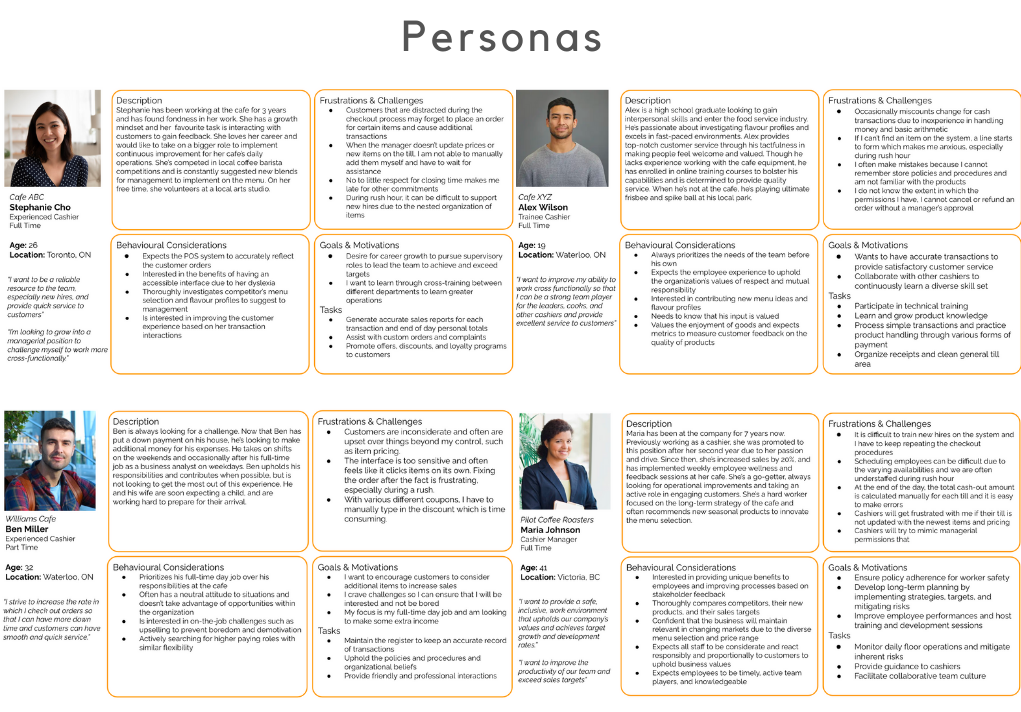 Personas
Description
Stephanie has been working at the cafe for 3 years
and has found fondness in her work. She has a growth
mindset and her  favourite task is interacting with
customers to gain feedback. She loves her career and
would like to take on a bigger role to implement
continuous improvement for her cafe's daily
operations. She's competed in local coffee barista
competitions and is constantly suggested new blends
for management to implement on the menu. On her
free time, she volunteers at a local arts studio.
Frustrations & Challenges
● Customers that are distracted during the
checkout process may forget to place an order
for certain items and cause additional
transactions
● When the manager doesn't update prices or
new items on the till, I am not able to manually
add them myself and have to wait for
assistance
● No to little respect for closing time makes me
late for other commitments
● During rush hour, it can be difficult to support
new hires due to the nested organization of
items
Cafe ABC
Stephanie Cho
Experienced Cashier
Full Time
Age: 26
Location: Toronto, ON
"I want to be a reliable
resource to the team,
especially new hires, and
provide quick service to
customers"
"I'm looking to grow into a
managerial position to
challenge myself to work more
cross-functionally."
Behavioural Considerations
● Expects the POS system to accurately reflect
the customer orders
● Interested in the benefits of having an
accessible interface due to her dyslexia
● Thoroughly investigates competitor's menu
selection and flavour profiles to suggest to
management
● Is interested in improving the customer
experience based on her transaction
interactions
Goals & Motivations
● Desire for career growth to pursue supervisory
roles to lead the team to achieve and exceed
targets
● I want to learn through cross-training between
different departments to learn greater
operations
Tasks
● Generate accurate sales reports for each
transaction and end of day personal totals
● Assist with custom orders and complaints
● Promote offers, discounts, and loyalty programs
to customers
Description
Alex is a high school graduate looking to gain
interpersonal skills and enter the food service industry.
He's passionate about investigating flavour profiles and
excels in fast-paced environments. Alex provides
top-notch customer service through his tactfulness in
making people feel welcome and valued. Though he
lacks experience working with the cafe equipment, he
has enrolled in online training courses to bolster his
capabilities and is determined to provide quality
service. When he's not at the cafe, he's playing ultimate
frisbee and spike ball at his local park.
Frustrations & Challenges
● Occasionally miscounts change for cash
transactions due to inexperience in handling
money and basic arithmetic
● If I can't find an item on the system, a line starts
to form which makes me anxious, especially
during rush hour
● I often make mistakes because I cannot
remember store policies and procedures and
am not familiar with the products
● I do not know the extent in which the
permissions I have, I cannot cancel or refund an
order without a manager's approval
Cafe XYZ
Alex Wilson
Trainee Cashier
Full Time
Age: 19
Location: Waterloo, ON
"I want to improve my ability to
work cross functionally so that
I can be a strong team player
for the leaders, cooks, and
other cashiers and provide
excellent service to customers"
Behavioural Considerations
● Always prioritizes the needs of the team before
his own
● Expects the employee experience to uphold
the organization's values of respect and mutual
responsibility
● Interested in contributing new menu ideas and
flavour profiles
● Needs to know that his input is valued
● Values the enjoyment of goods and expects
metrics to measure customer feedback on the
quality of products
Goals & Motivations
● Wants to have accurate transactions to
provide satisfactory customer service
● Collaborate with other cashiers to
continuously learn a diverse skill set
Tasks
● Participate in technical training
● Learn and grow product knowledge
● Process simple transactions and practice
product handling through various forms of
payment
● Organize receipts and clean general till
area
Description
Ben is always looking for a challenge. Now that Ben has
put a down payment on his house, he's looking to make
additional money for his expenses. He takes on shifts
on the weekends and occasionally after his full-time
job as a business analyst on weekdays. Ben upholds his
responsibilities and contributes when possible, but is
not looking to get the most out of this experience. He
and his wife are soon expecting a child, and are
working hard to prepare for their arrival.
Frustrations & Challenges
● Customers are inconsiderate and often are
upset over things beyond my control, such
as item pricing.
● The interface is too sensitive and often
feels like it clicks items on its own. Fixing
the order after the fact is frustrating,
especially during a rush.
● With various different coupons, I have to
manually type in the discount which is time
consuming.
Williams Cafe
Ben Miller
Experienced Cashier
Part Time
Age: 32
Location: Waterloo, ON
"I strive to increase the rate in
which I check out orders so
that I can have more down
time and customers can have
smooth and quick service."
Behavioural Considerations
● Prioritizes his full-time day job over his
responsibilities at the cafe
● Often has a neutral attitude to situations and
doesn't take advantage of opportunities within
the organization
● Is interested in on-the-job challenges such as
upselling to prevent boredom and demotivation
● Actively searching for higher paying roles with
similar flexibility
Goals & Motivations
● I want to encourage customers to consider
additional items to increase sales
● I crave challenges so I can ensure that I will be
interested and not be bored
● My focus is my full-time day job and am looking
to make some extra income
Tasks
● Maintain the register to keep an accurate record
of transactions
● Uphold the policies and procedures and
organizational beliefs
● Provide friendly and professional interactions
Description
Maria has been at the company for 7 years now.
Previously working as a cashier, she was promoted to
this position after her second year due to her passion
and drive. Since then, she's increased sales by 20%, and
has implemented weekly employee wellness and
feedback sessions at her cafe. She's a go-getter, always
looking for operational improvements and taking an
active role in engaging customers. She's a hard worker
focused on the long-term strategy of the cafe and
often recommends new seasonal products to innovate
the menu selection.
Frustrations & Challenges
● It is difficult to train new hires on the system and
I have to keep repeating the checkout
procedures
● Scheduling employees can be difficult due to
the varying availabilities and we are often
understaffed during rush hour
● At the end of the day, the total cash-out amount
is calculated manually for each till and it is easy
to make errors
● Cashiers will get frustrated with me if their till is
not updated with the newest items and pricing
● Cashiers will try to mimic managerial
permissions that
Pilot Coffee Roasters
Maria Johnson
Cashier Manager
Full Time
Age: 41
Location: Victoria, BC
"I want to provide a safe,
inclusive, work environment
that upholds our company's
values and achieves target
growth and development
rates."
"I want to improve the
productivity of our team and
exceed sales targets"
Behavioural Considerations
● Interested in providing unique benefits to
employees and improving processes based on
stakeholder feedback
● Thoroughly compares competitors, their new
products, and their sales targets
● Confident that the business will maintain
relevant in changing markets due to the diverse
menu selection and price range
● Expects all staff to be considerate and react
responsibly and proportionally to customers to
uphold business values
● Expects employees to be timely, active team
players, and knowledgeable
Goals & Motivations
● Ensure policy adherence for worker safety
● Develop long-term planning by
implementing strategies, targets, and
mitigating risks
● Improve employee performances and host
training and development sessions
Tasks
● Monitor daily floor operations and mitigate
inherent risks
● Provide guidance to cashiers
● Facilitate collaborative team culture